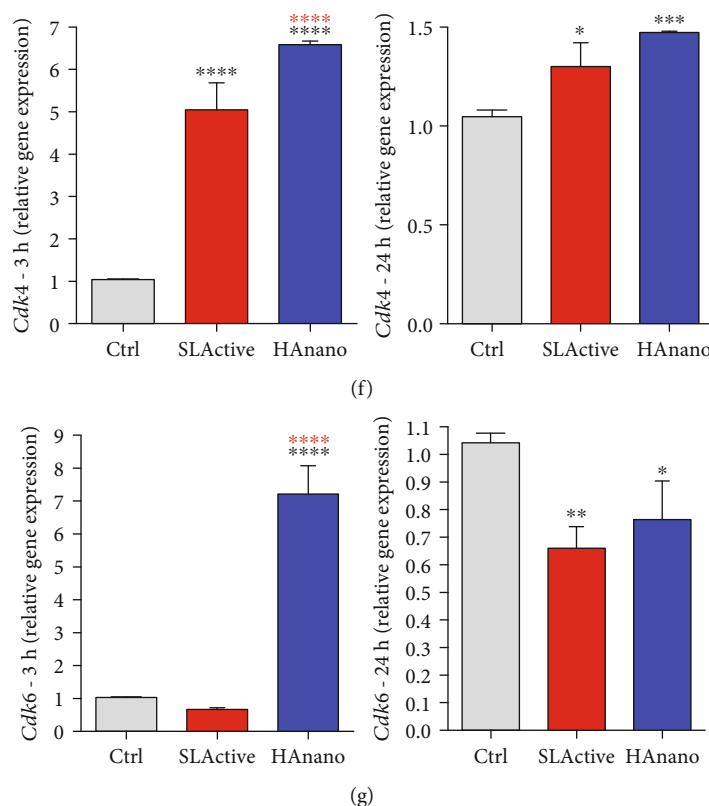 Cdk4 - 3 h (relative gene expression)
7
6
5
4
3
2
1
0
****
****
****
Ctrl
SLActive
HAnano
Cdk4 - 24 h (relative gene expression)
1.5
1.0
0.5
0.0
*
***
Ctrl
SLActive
HAnano
(f)
Cdk6 - 3 h (relative gene expression)
9
8
7
6
5
4
3
2
1
0
****
****
Ctrl
SLActive
HAnano
Cdk6 - 24 h (relative gene expression)
1.1
1.0
0.9
0.8
0.7
0.6
0.5
0.4
0.3
0.2
0.1
0.0
**
*
Ctrl
SLActive
HAnano
(g)